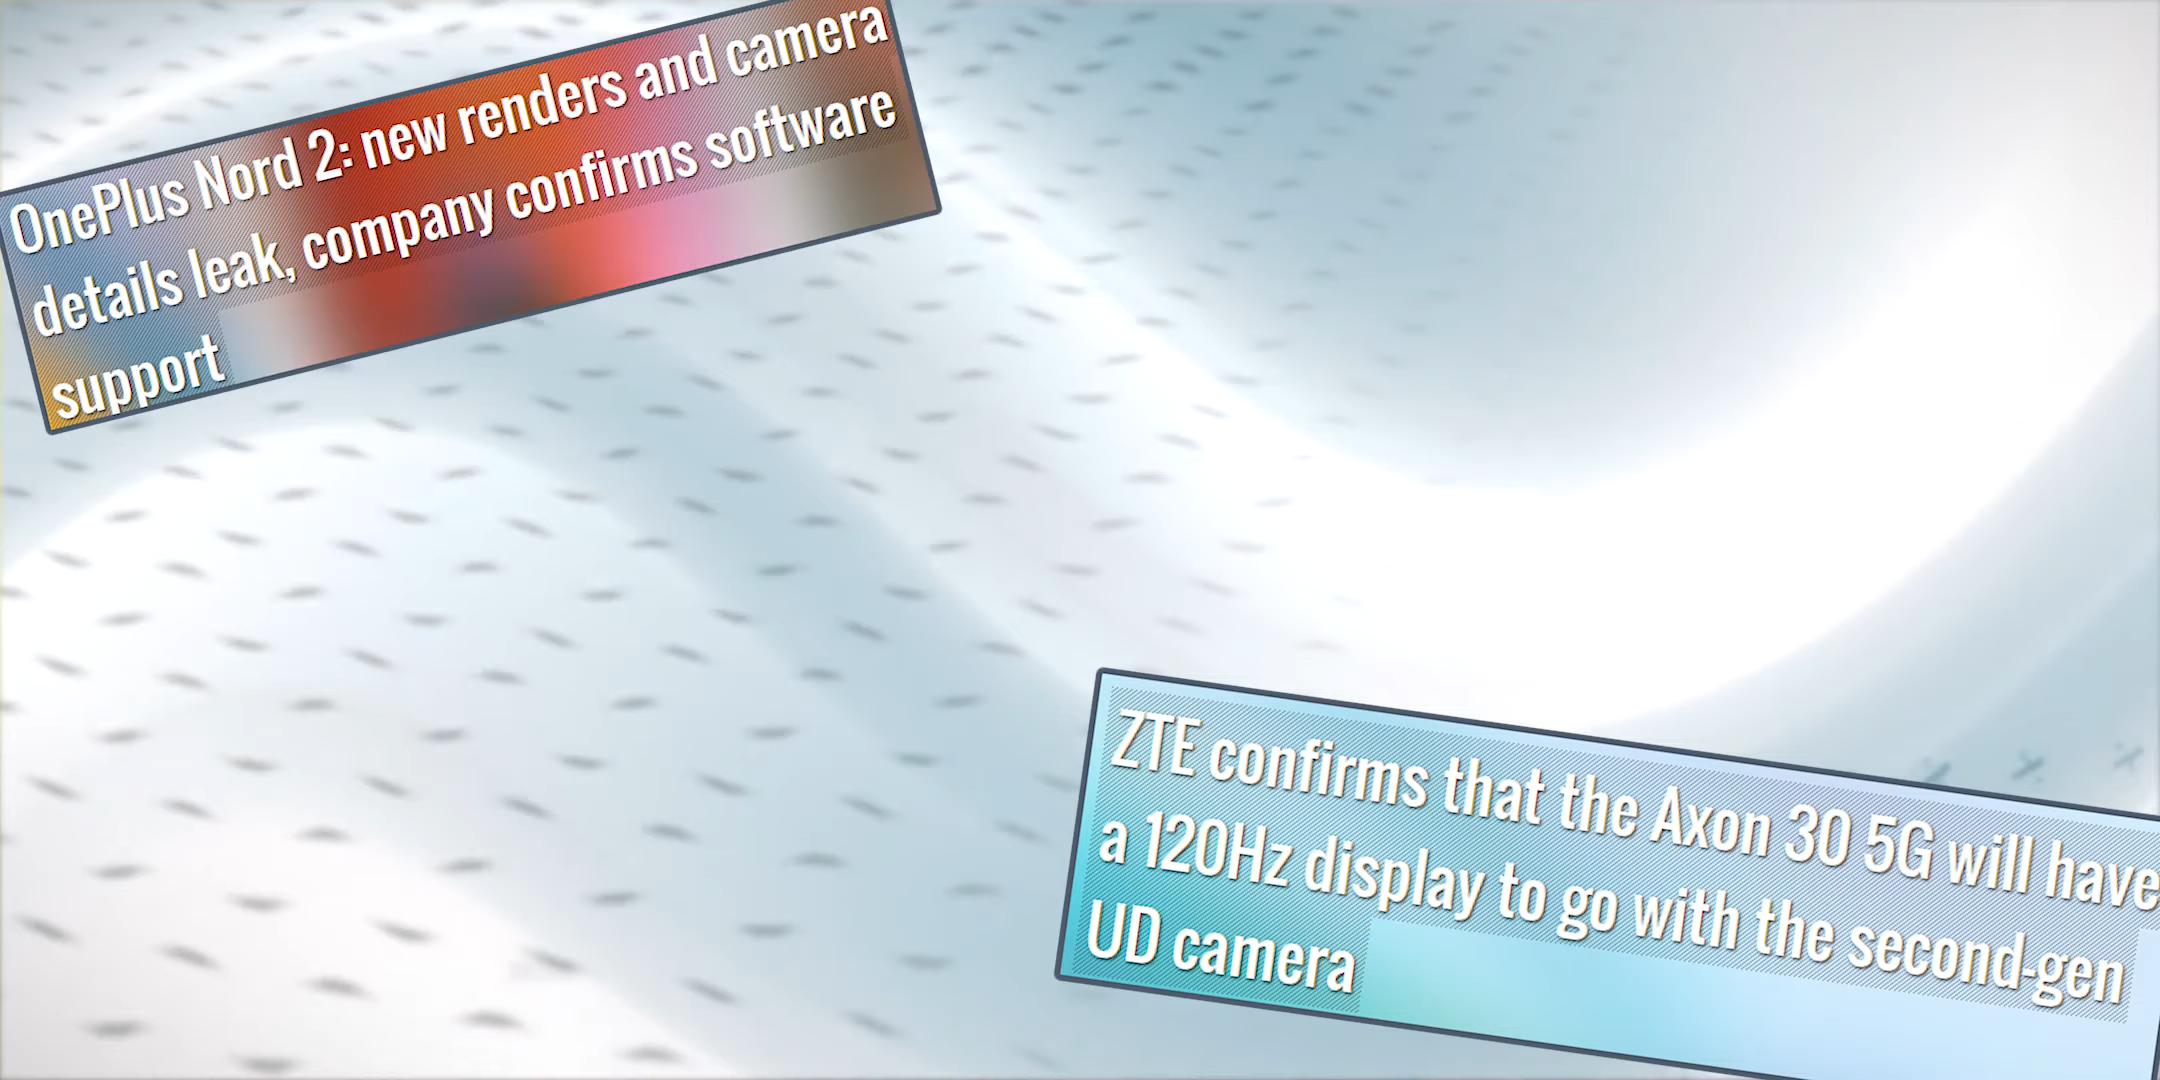 OnePlus Nord 2: new renders and camera
details leak, company confirms software
support
ZTE confirms that the Axon 30 5G will have
a 120Hz display to go with the second-gen
UD camera